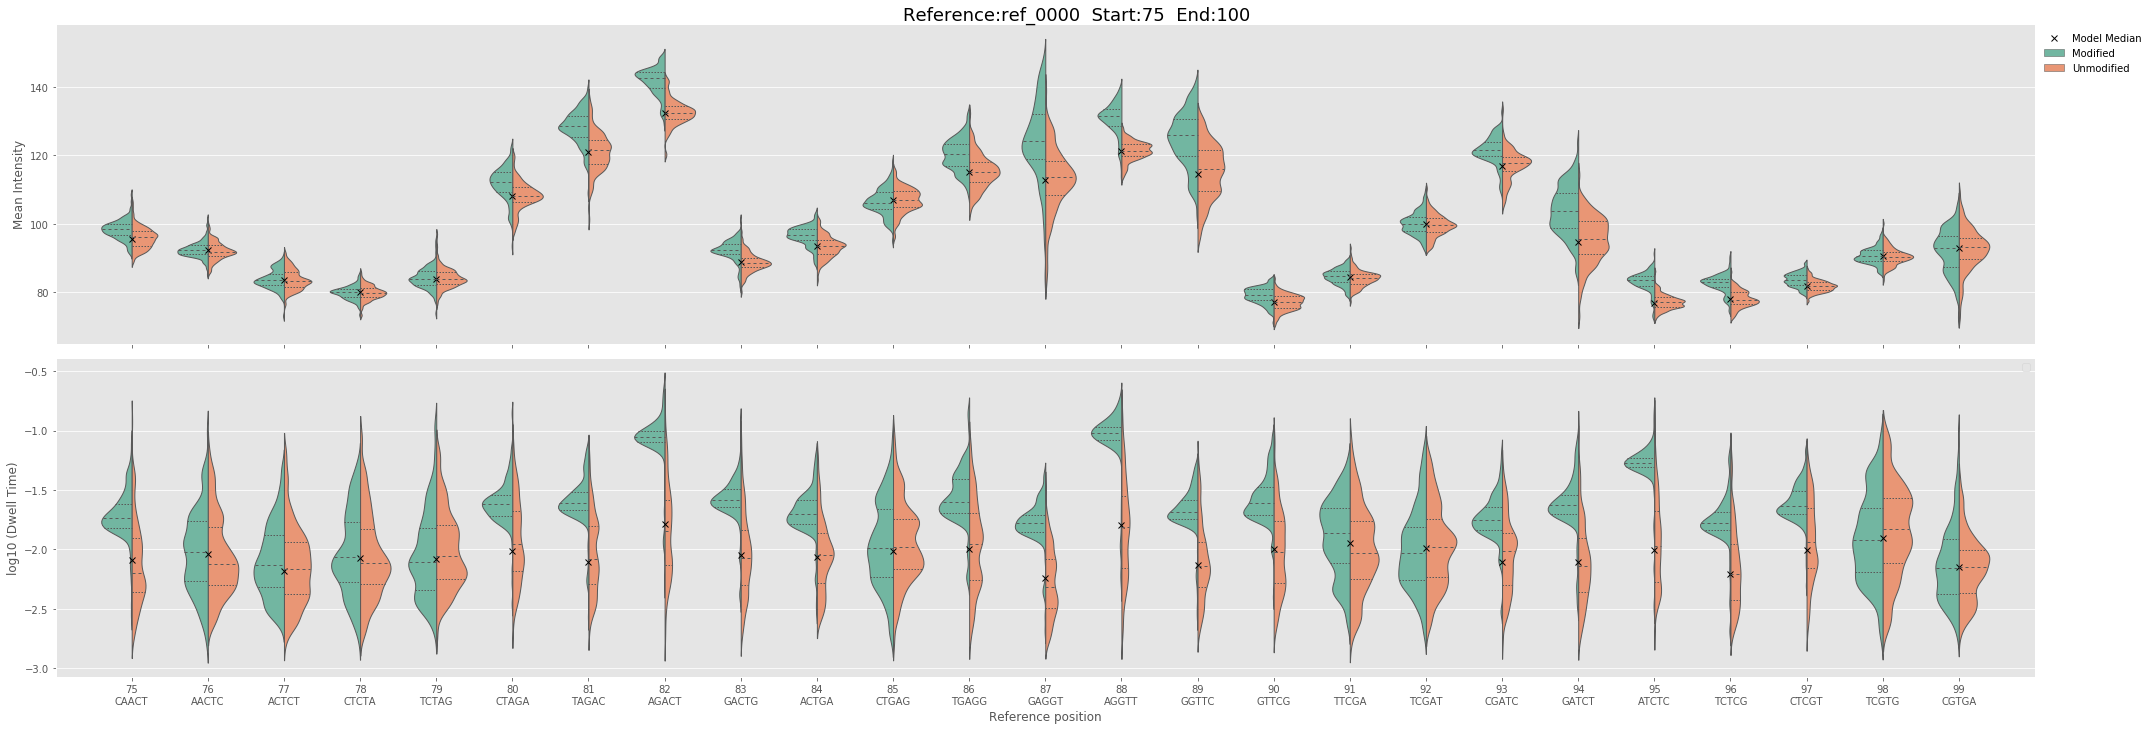 Reference:ref_0000  Start:75  End:100
Model Median
Modified
Unmodified
Mean Intensity
140
120
100
80
log10 (Dwell Time)
−0.5
−1.0
−1.5
−2.0
−2.5
−3.0
75 76 77 78 79 80 81 82 83 84 85 86 87 88 89 90 91 92 93 94 95 96 97 98 99
CAACT AACTC ACTCT CTCTA TCTAG CTAGA TAGAC AGACT GACTG ACTGA CTGAG TGAGG GAGGT AGGTT GGTTC GTTCG TTCGA TCGAT CGATC GATCT ATCTC TCTCG CTCGT TCGTG CGTGA
Reference position